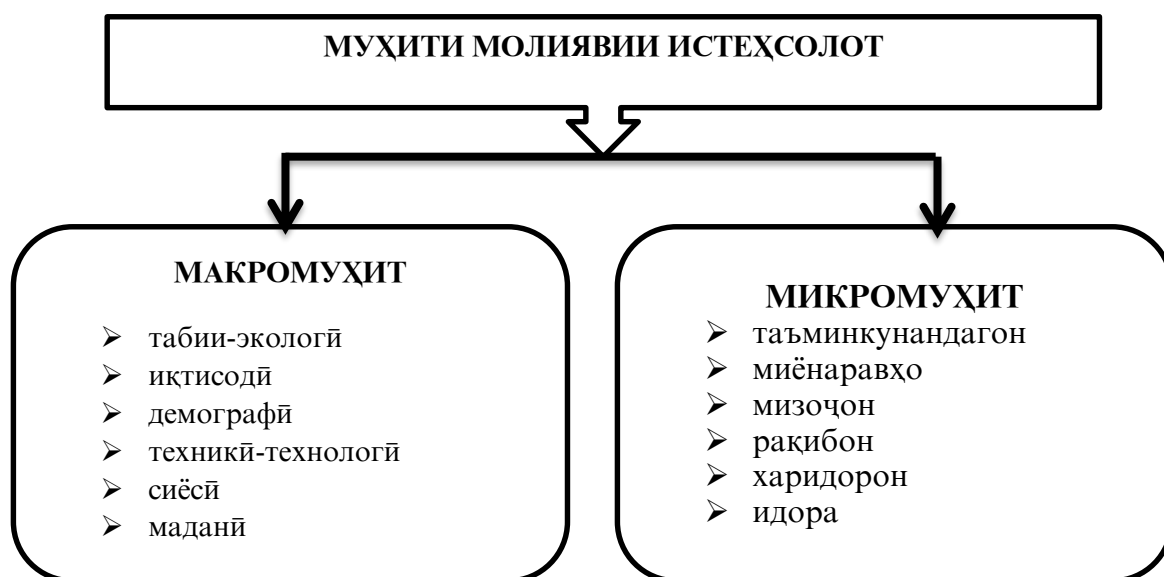 МУҲИТИ МОЛИЯВИИ ИСТЕҲСОЛОТ
МАКРОМУҲИТ
табии-экологӣ
иқтисодӣ
демографӣ
техникӣ-технологӣ
сиёсӣ
маданӣ
МИКРОМУҲИТ
таъминкунандагон
миёнаравҳо
мизоҷон
рақибон
харидорон
идора